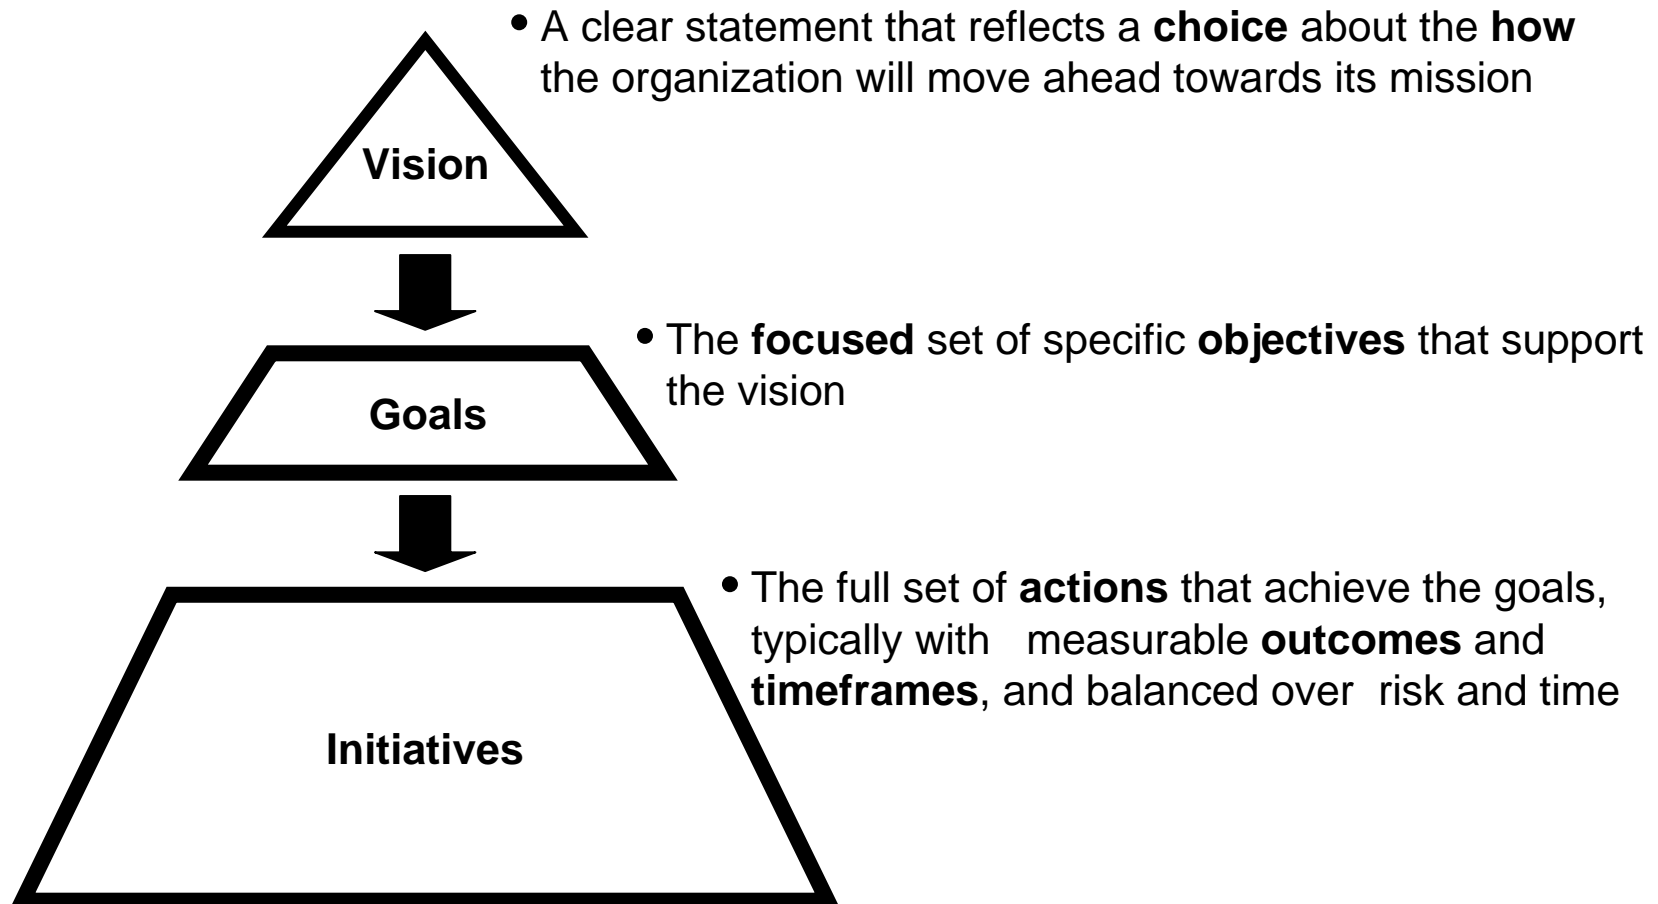 • A clear statement that reflects a choice about the how
the organization will move ahead towards its mission
Vision
• The focused set of specific objectives that support
the vision
Goals
• The full set of actions that achieve the goals,
typically with   measurable outcomes and
timeframes, and balanced over  risk and time
Initiatives